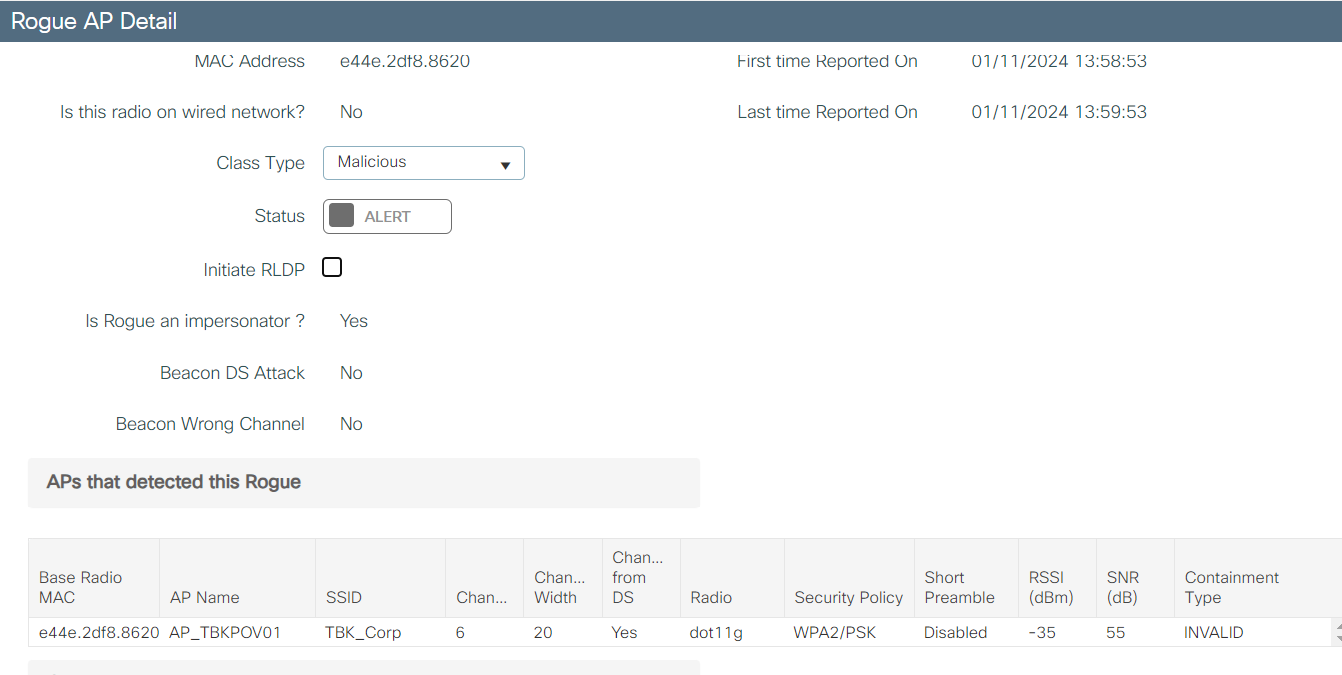 Rogue AP Detail
MAC Address e44e.2df8.8620 First time Reported On 01/11/2024 13:58:53
Is this radio on wired network? No Last time Reported On 01/11/2024 13:59:53
Class Type Malicious
Status ALERT
Initiate RLDP
Is Rogue an impersonator ? Yes
Beacon DS Attack No
Beacon Wrong Channel No
APs that detected this Rogue
Base Radio MAC AP Name SSID Chan... Chan... Width Chan... from DS Radio Security Policy Short Preamble RSSI (dBm) SNR (dB) Containment Type
e44e.2df8.8620 AP_TBKPOV01 TBK_Corp 6 20 Yes dot11g WPA2/PSK Disabled -35 55 INVALID